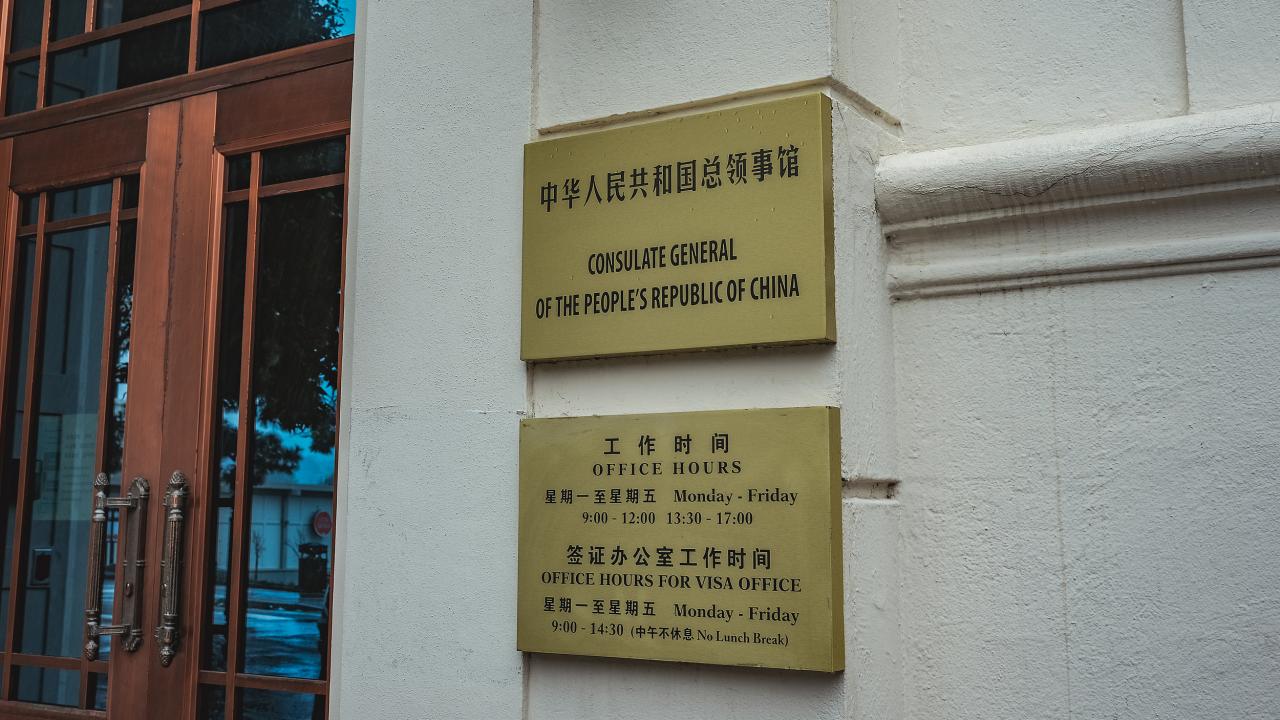 中华人民共和国总领事馆
CONSULATE GENERAL
OF THE PEOPLE'S REPUBLIC OF CHINA
工作时间
OFFICE HOURS
星期一至星期五 Monday - Friday
9:00 - 12:00 13:30 - 17:00
签证办公室工作时间
OFFICE HOURS FOR VISA OFFICE
星期一至星期五 Monday - Friday
9:00 - 14:30 (中午不休息 No Lunch Break)